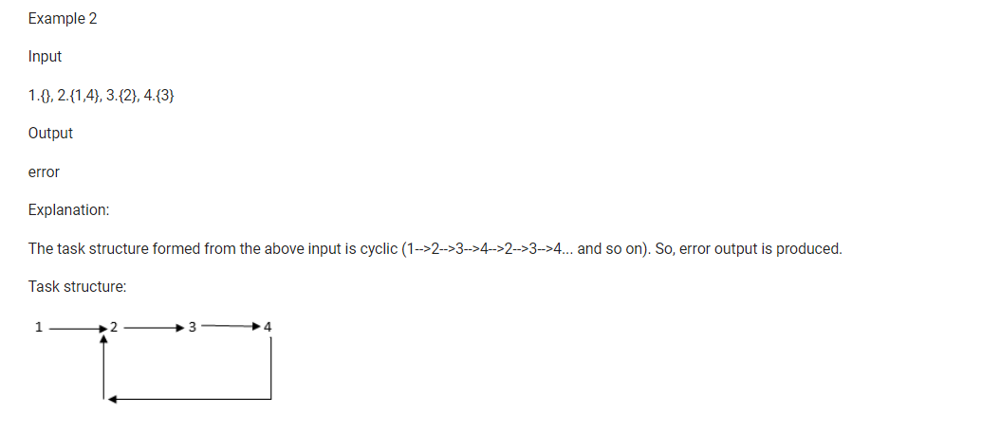 Example 2
Input
1.{}, 2.{1,4}, 3.{2}, 4.{3}
Output
error
Explanation:
The task structure formed from the above input is cyclic (1-->2-->3-->4-->2-->3-->4... and so on). So, error output is produced.
Task structure:
1 2 3 4